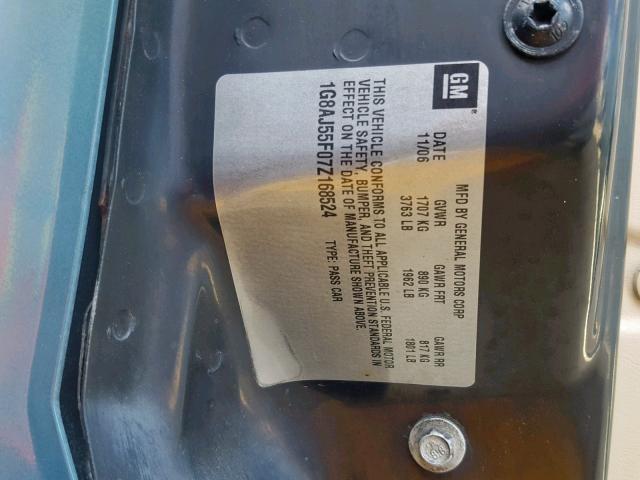 GM
®
MFD BY GENERAL MOTORS CORP
DATE GVWR GAWR FRT GAWR RR
11/06 1707 KG 890 KG 817 KG
3763 LB 1962 LB 1801 LB
THIS VEHICLE CONFORMS TO ALL APPLICABLE U.S. FEDERAL MOTOR
VEHICLE SAFETY, BUMPER, AND THEFT PREVENTION STANDARDS IN
EFFECT ON THE DATE OF MANUFACTURE SHOWN ABOVE.
1G8AJ55F07Z168524 TYPE: PASS CAR